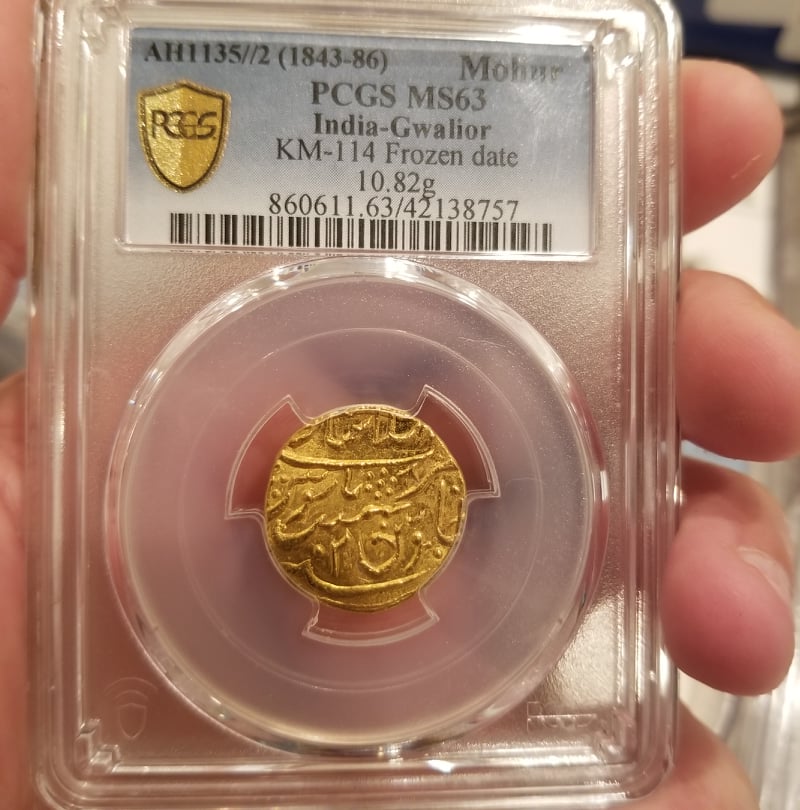 AH1135//2 (1843-86) Mohur
PCGS MS63
PCGS
India-Gwalior
KM-114 Frozen date
10.82g
860611.63/42138757